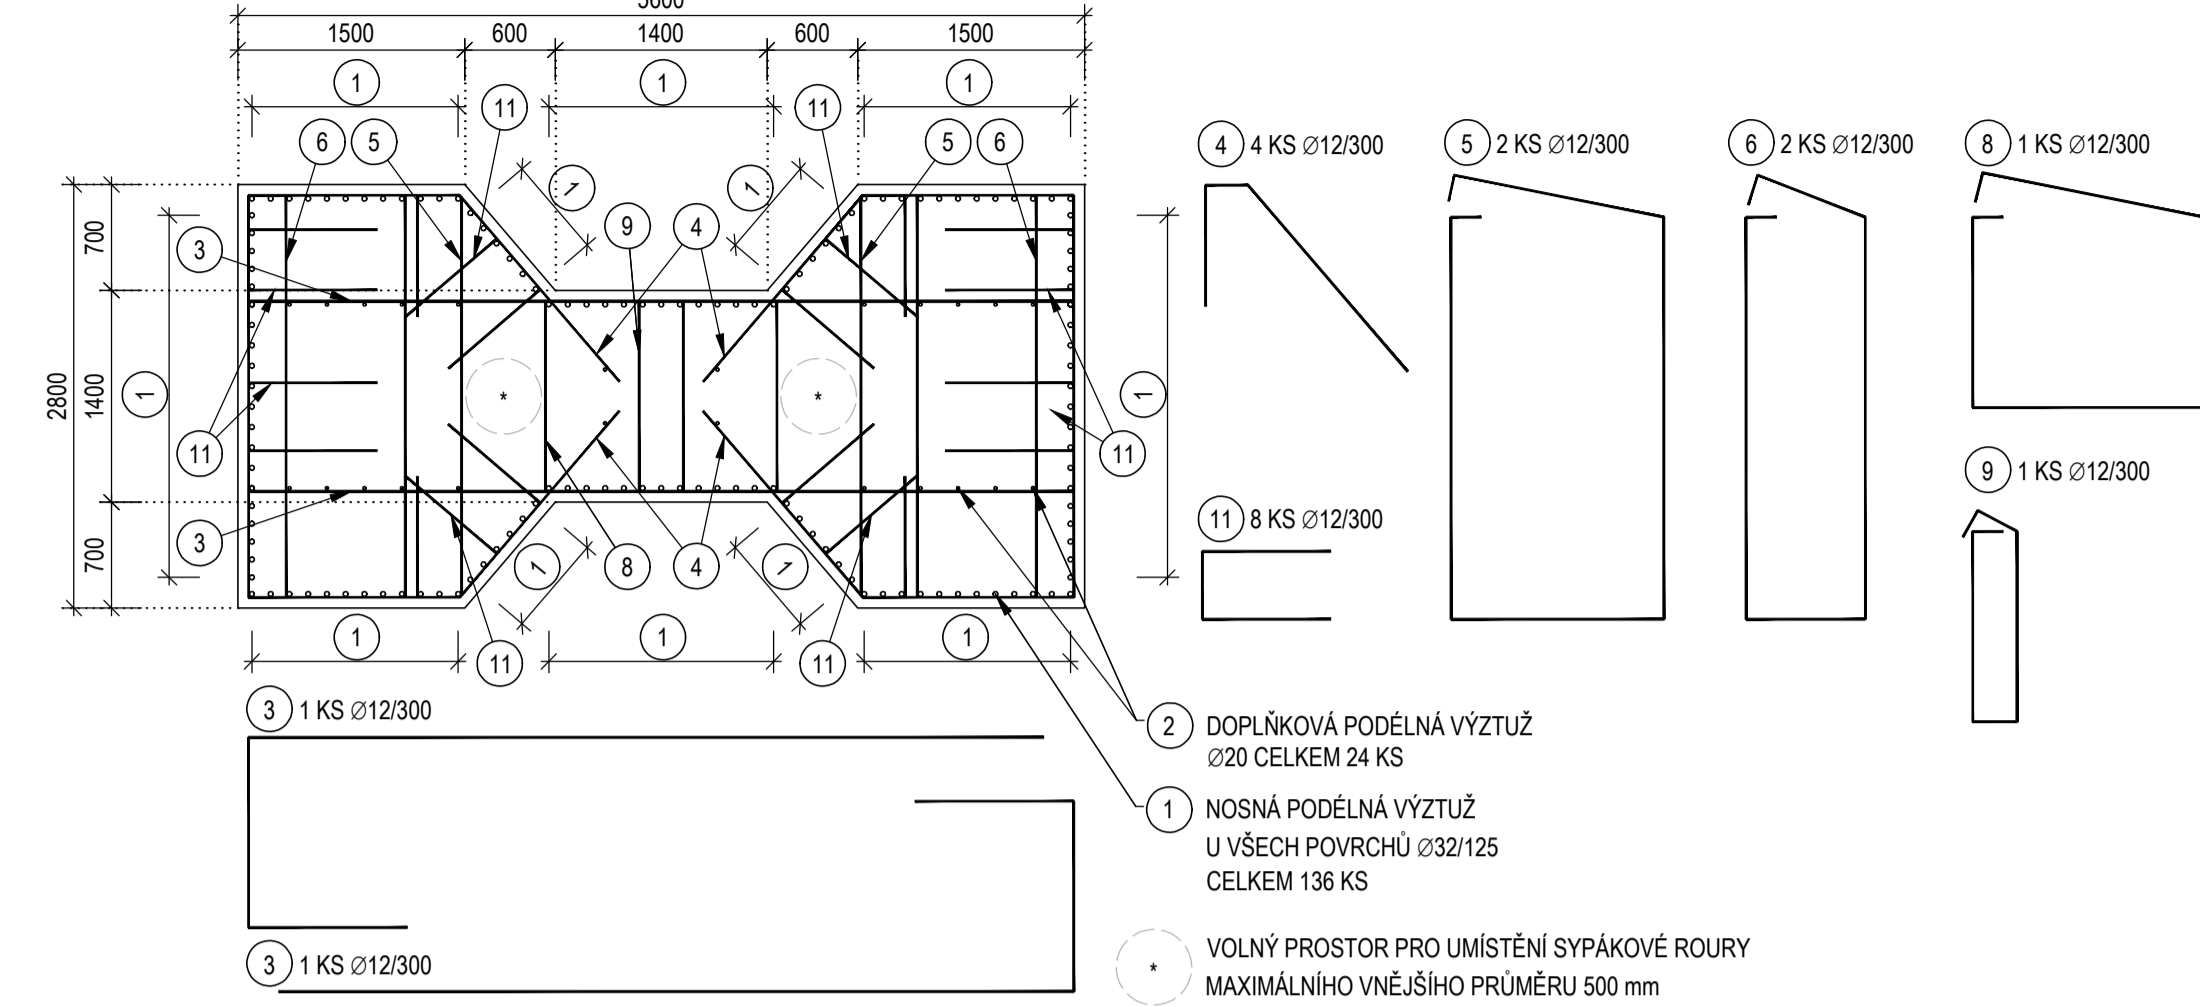 5600
1500 600 1400 600 1500
1 1 1
11 11
6 5 5 6
1 1
9 4
3
700
1400
2800
700
1 1
* *
11 11
3
1 8 4 1
1 11 1 11 1
4 4 KS Ø12/300
5 2 KS Ø12/300
6 2 KS Ø12/300
8 1 KS Ø12/300
9 1 KS Ø12/300
11 8 KS Ø12/300
3 1 KS Ø12/300
3 1 KS Ø12/300
2 DOPLŇKOVÁ PODÉLNÁ VÝZTUŽ
Ø20 CELKEM 24 KS
1 NOSNÁ PODÉLNÁ VÝZTUŽ
U VŠECH POVRCHŮ Ø32/125
CELKEM 136 KS
* VOLNÝ PROSTOR PRO UMÍSTĚNÍ SYPÁKOVÉ ROURY
MAXIMÁLNÍHO VNĚJŠÍHO PRŮMĚRU 500 mm